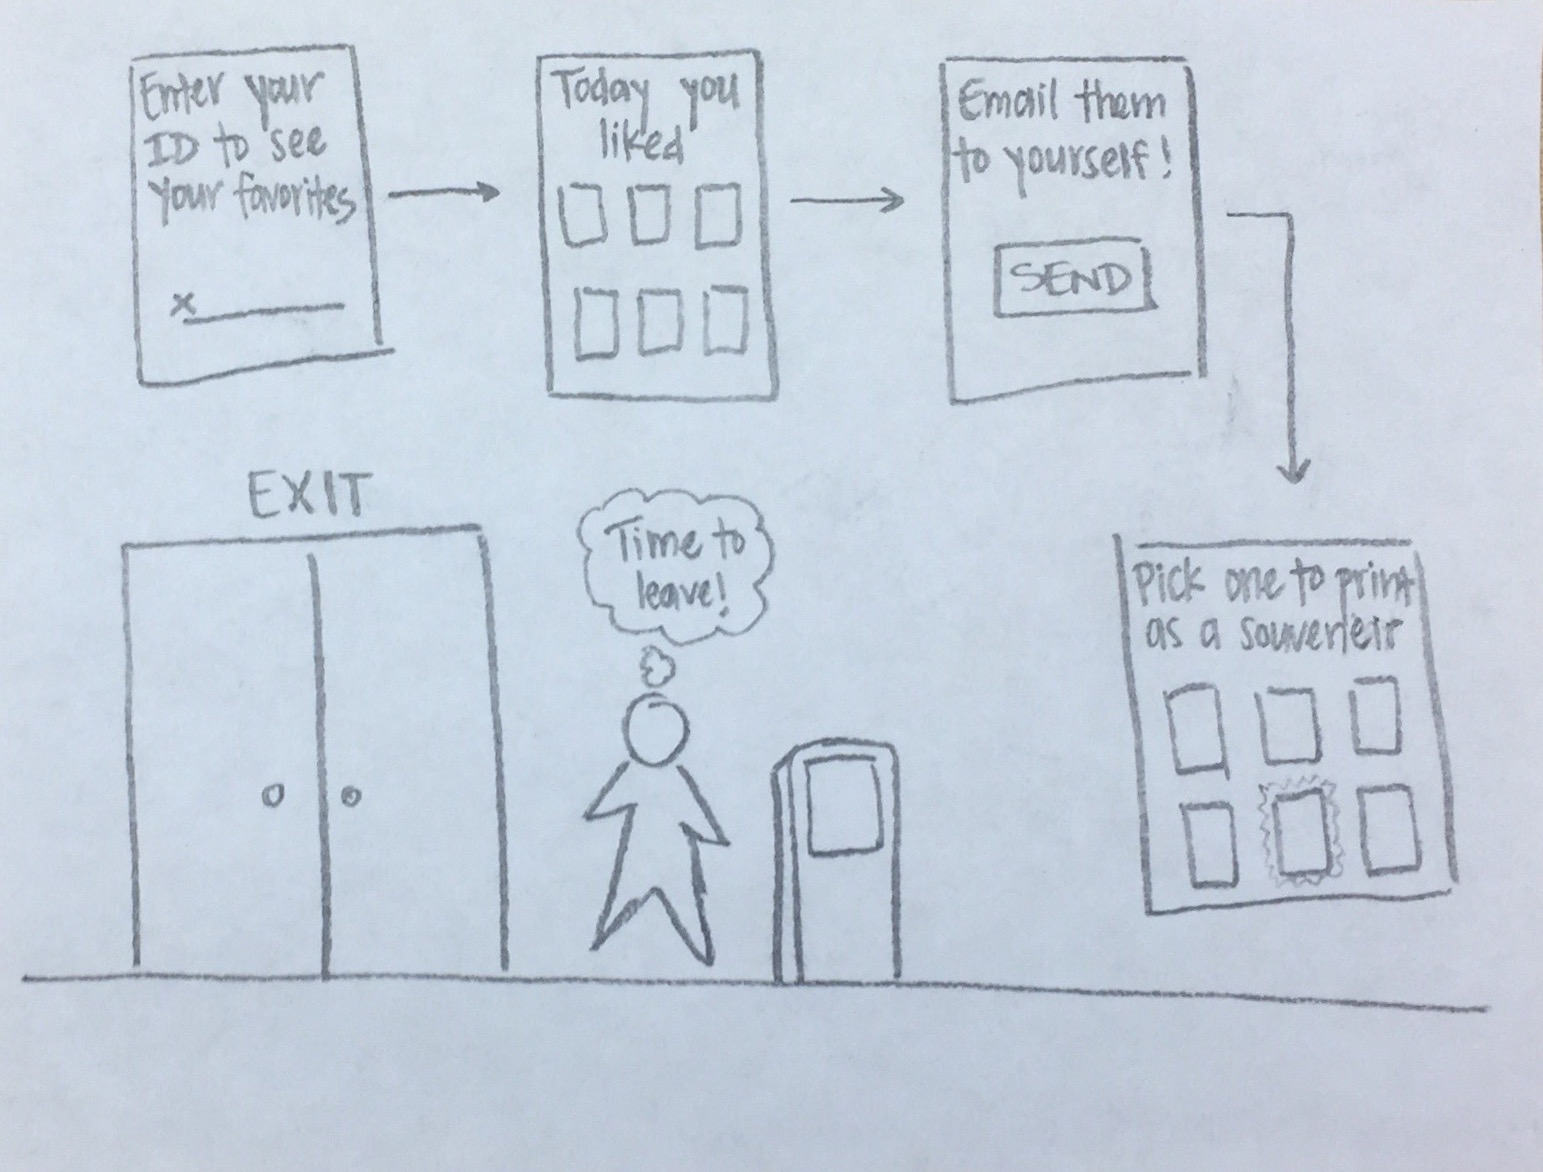 Enter your
ID to see
your favorites
x
Today you
liked
Email them
to yourself!
SEND
EXIT
Time to
leave!
Pick one to print
as a souveneir